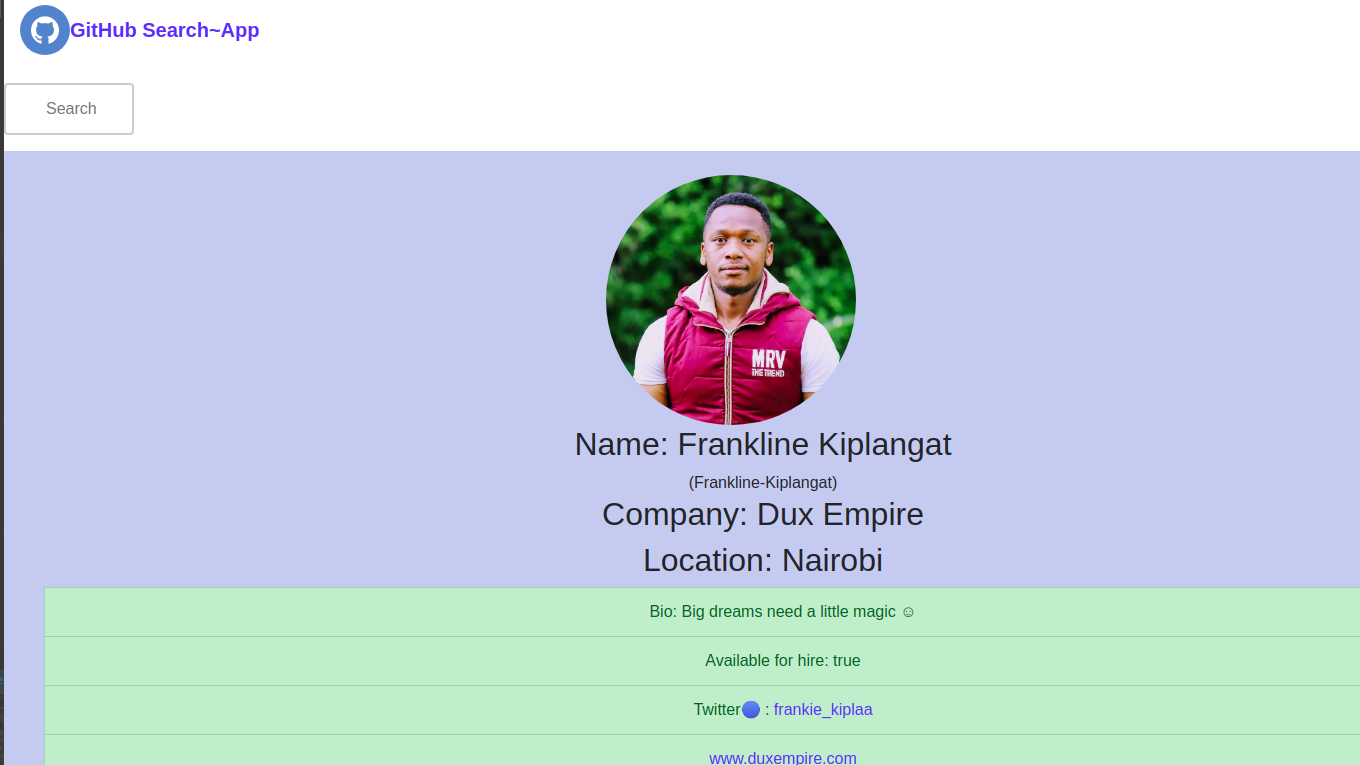 GitHub Search~App
Search
MRV
THE TREND
Name: Frankline Kiplangat
(Frankline-Kiplangat)
Company: Dux Empire
Location: Nairobi
Bio: Big dreams need a little magic ☺
Available for hire: true
Twitter🔵 : frankie_kiplaa
www.duxempire.com